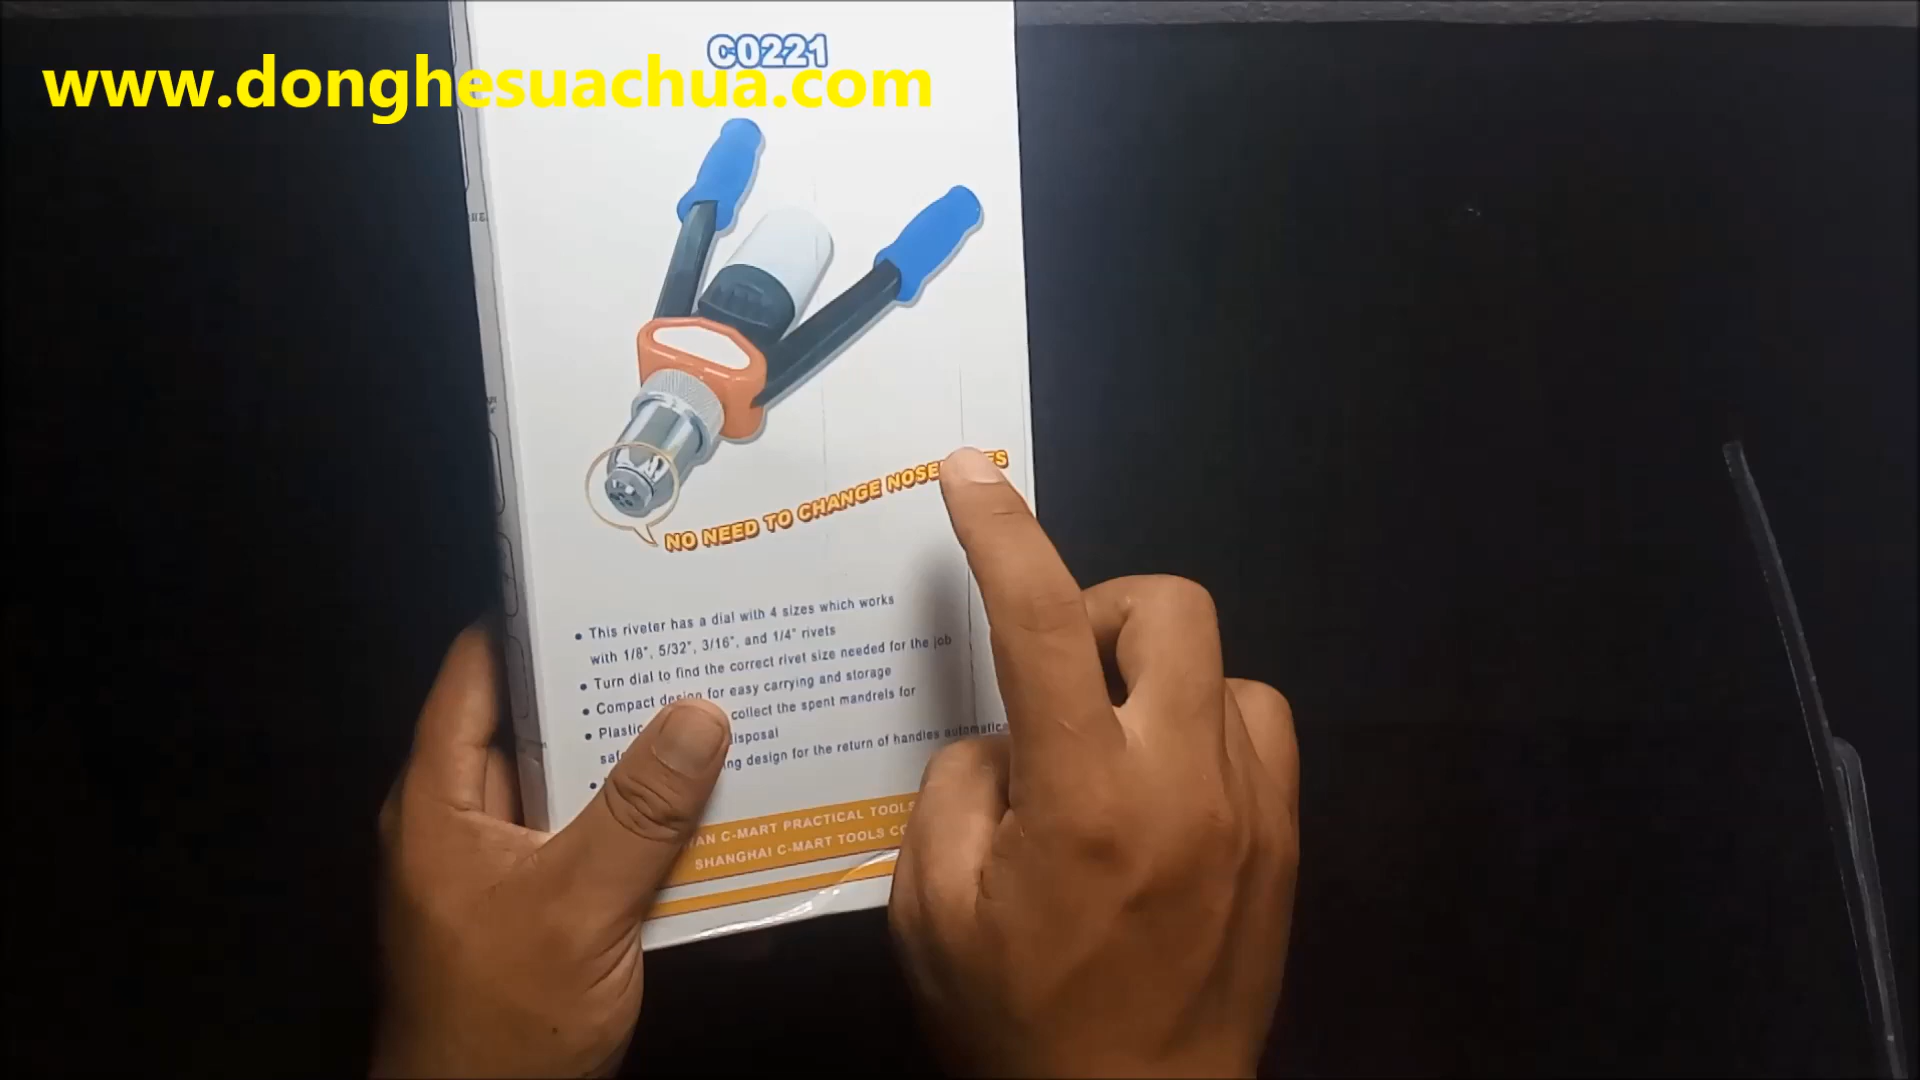 C0221
www.donghesuachua.com
NO NEED TO CHANGE
• This riveter has a dial with 4 sizes which works
with 1/8", 5/32", 3/16", and 1/4" rivets
• Turn dial to find the correct rivet size needed for the job
• Compact design for easy carrying and storage
• Plastic collect the spent mandrels for
disposal
• design for the return of handles
C-MART PRACTICAL TOOLS
SHANGHAI C-MART TOOLS